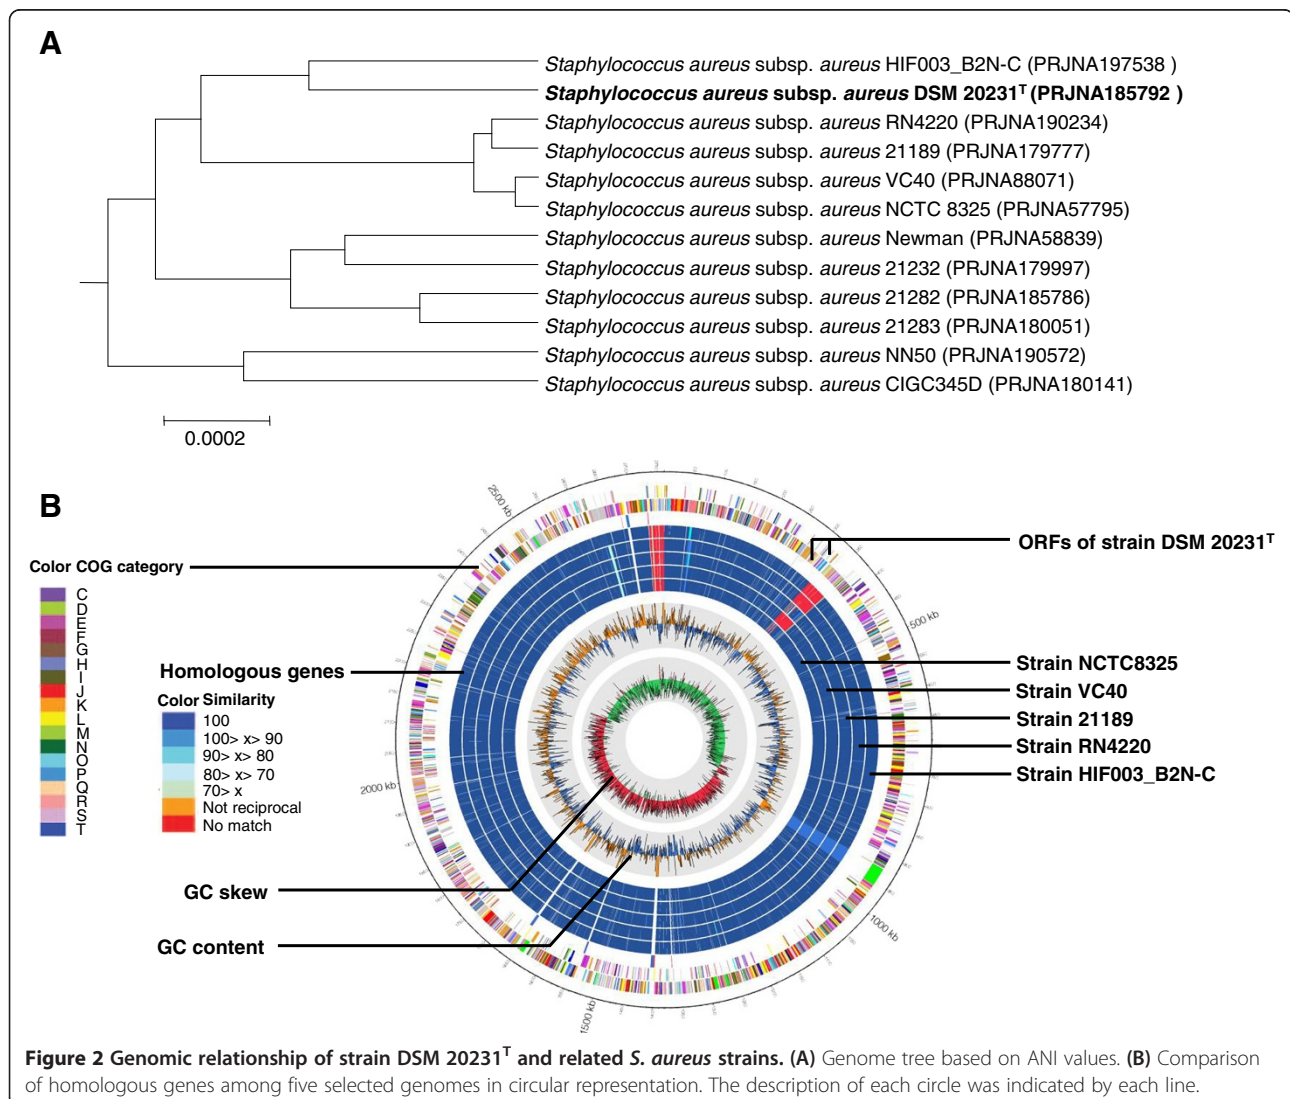 A
Staphylococcus aureus subsp. aureus HIF003_B2N-C (PRJNA197538 )
Staphylococcus aureus subsp. aureus DSM 20231T (PRJNA185792 )
Staphylococcus aureus subsp. aureus RN4220 (PRJNA190234)
Staphylococcus aureus subsp. aureus 21189 (PRJNA179777)
Staphylococcus aureus subsp. aureus VC40 (PRJNA88071)
Staphylococcus aureus subsp. aureus NCTC 8325 (PRJNA57795)
Staphylococcus aureus subsp. aureus Newman (PRJNA58839)
Staphylococcus aureus subsp. aureus 21232 (PRJNA179997)
Staphylococcus aureus subsp. aureus 21282 (PRJNA185786)
Staphylococcus aureus subsp. aureus 21283 (PRJNA180051)
Staphylococcus aureus subsp. aureus NN50 (PRJNA190572)
Staphylococcus aureus subsp. aureus CIGC345D (PRJNA180141)
0.0002
B
Color COG category
C
D
E
F
G
H
I
J
K
L
M
N
O
P
Q
R
S
T
Homologous genes
Color Similarity
100
100> x> 90
90> x> 80
80> x> 70
70> x
Not reciprocal
No match
GC skew
GC content
2500 kb
500 kb
2000 kb
1000 kb
1500 kb
ORFs of strain DSM 20231T
Strain NCTC8325
Strain VC40
Strain 21189
Strain RN4220
Strain HIF003_B2N-C
Figure 2 Genomic relationship of strain DSM 20231T and related S. aureus strains. (A) Genome tree based on ANI values. (B) Comparison
of homologous genes among five selected genomes in circular representation. The description of each circle was indicated by each line.